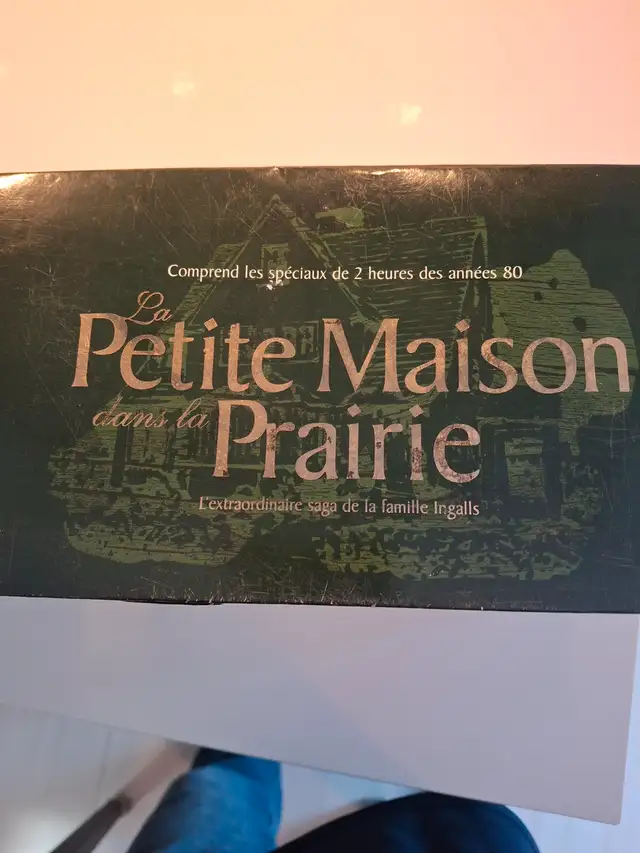 Comprend les spéciaux de 2 heures des années 80
La
Petite Maison
dans la Prairie
L'extraordinaire saga de la famille Ingalls